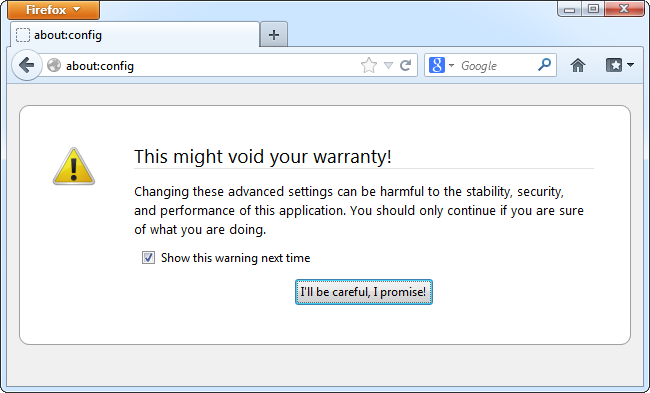 Firefox
about:config
about:config
Google
This might void your warranty!
Changing these advanced settings can be harmful to the stability, security,
and performance of this application. You should only continue if you are sure
of what you are doing.
Show this warning next time
I'll be careful, I promise!